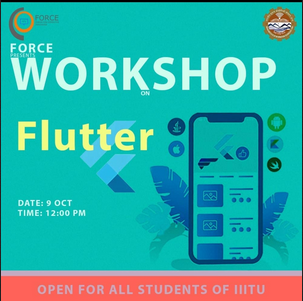 FORCE
FORCE
PRESENTS
WORKSHOP
ON
Flutter
DATE: 9 OCT
TIME: 12:00 PM
OPEN FOR ALL STUDENTS OF IIITU